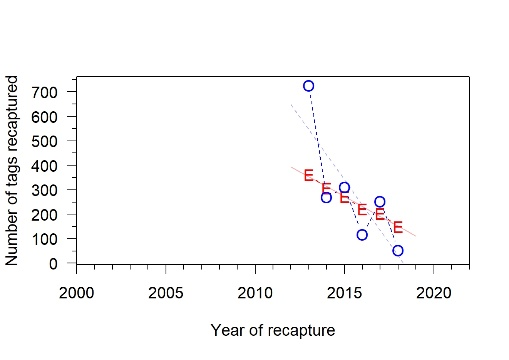 Number of tags recaptured
700
600
500
400
300
200
100
0
O
E
E
O
O
E
O
E
O
E
E
O
2000
2005
2010
2015
2020
Year of recapture